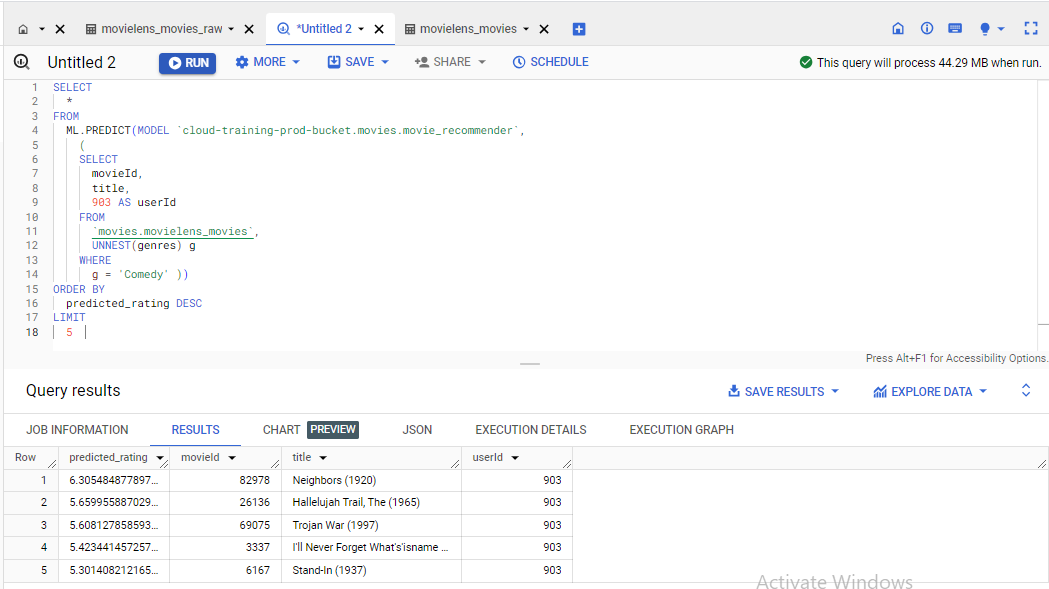 movielens_movies_raw *Untitled 2 movielens_movies
Untitled 2 RUN MORE SAVE SHARE SCHEDULE This query will process 44.29 MB when run.
1 SELECT
2 *
3 FROM
4 ML.PREDICT(MODEL `cloud-training-prod-bucket.movies.movie_recommender`,
5 (
6 SELECT
7 movieId,
8 title,
9 903 AS userId
10 FROM
11 `movies.movielens_movies`,
12 UNNEST(genres) g
13 WHERE
14 g = 'Comedy' ))
15 ORDER BY
16 predicted_rating DESC
17 LIMIT
18 5
Press Alt+F1 for Accessibility Options.
Query results SAVE RESULTS EXPLORE DATA
JOB INFORMATION RESULTS CHART PREVIEW JSON EXECUTION DETAILS EXECUTION GRAPH
Row predicted_rating movieId title userId
1 6.305484877897... 82978 Neighbors (1920) 903
2 5.659955887029... 26136 Hallelujah Trail, The (1965) 903
3 5.608127858593... 69075 Trojan War (1997) 903
4 5.423441457257... 3337 I'll Never Forget What's'isname ... 903
5 5.301408212165... 6167 Stand-In (1937) 903
Activate Windows